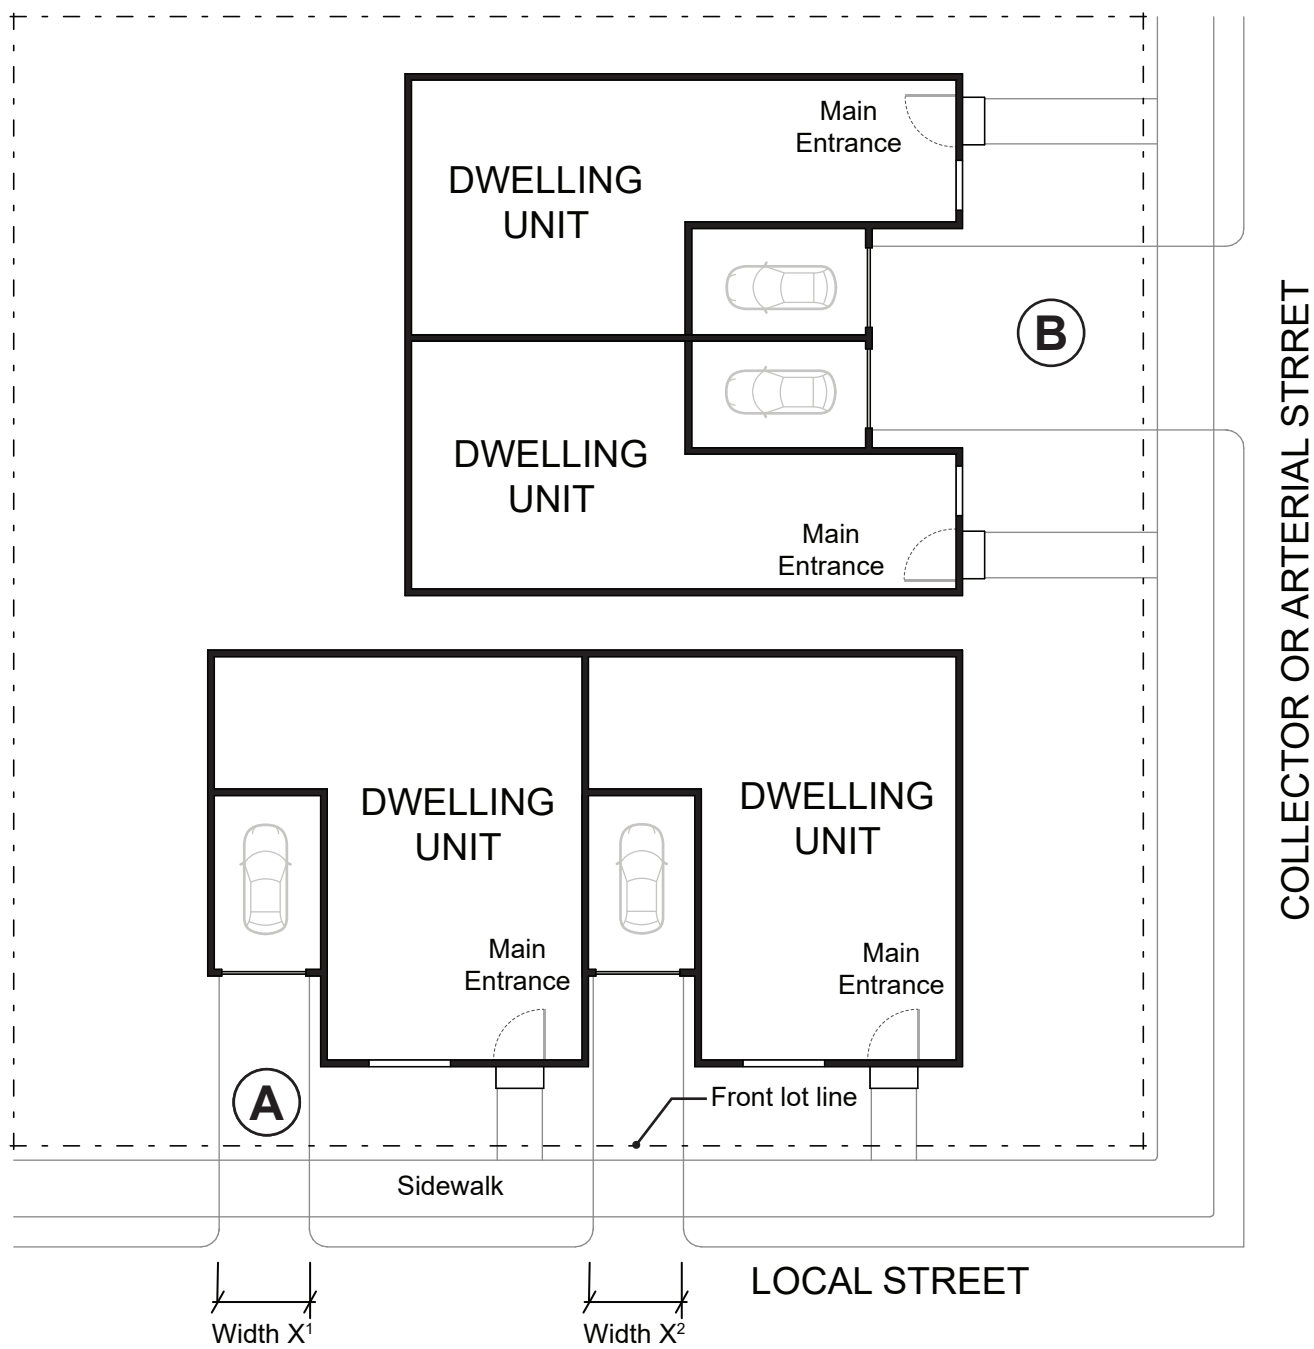 Main
Entrance
DWELLING
UNIT
B
COLLECTOR OR ARTERIAL STRRET
DWELLING
UNIT
Main
Entrance
DWELLING
UNIT
DWELLING
UNIT
Main
Entrance
Main
Entrance
A
Front lot line
Sidewalk
LOCAL STREET
Width X¹
Width X²